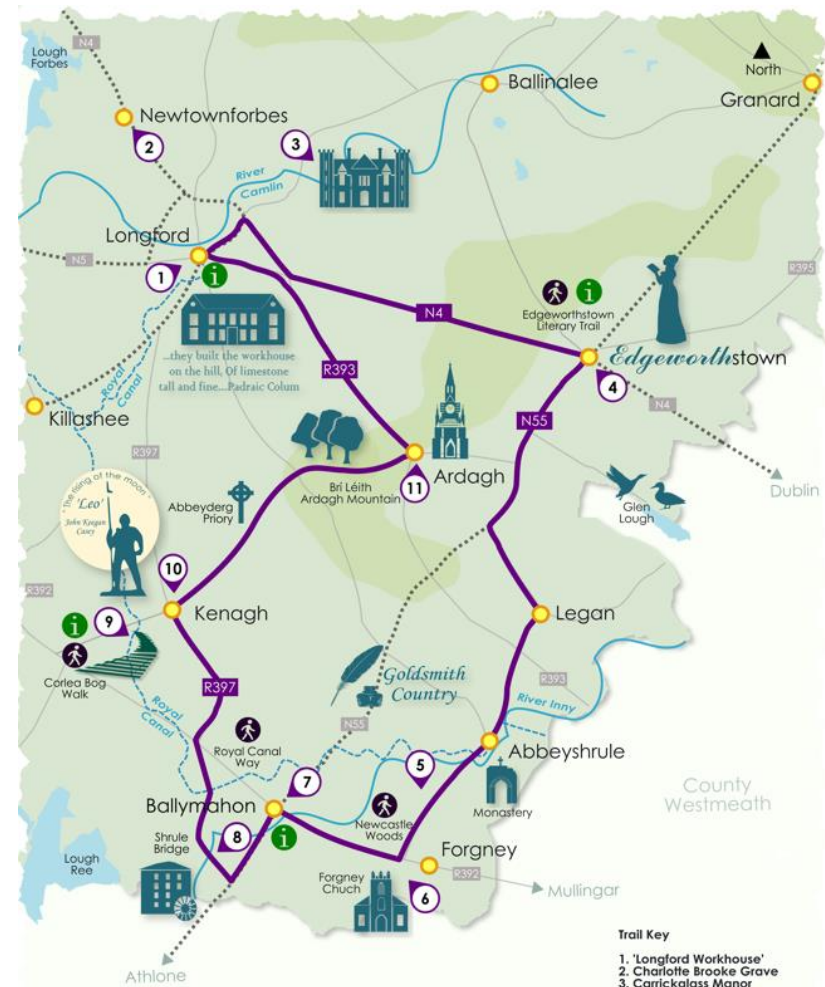 N4
Lough
Forbes
Ballinalee
North
Granard
Newtownforbes
2
3
River
Camlin
Longford
N5
1
i
R395
i
Edgeworthstown
Literary Trail
N4
Edgeworthstown
4
N4
...they built the workhouse
on the hill, Of limestone
tall and fine...Padraic Colum
R393
Royal
Canal
Killashee
N55
Dublin
R397
Ardagh
Brí Léith
Ardagh Mountain
11
Glen
Lough
"The rising of the moon"
'Leo'
John Keegan
Casey
Abbeyderg
Priory
10
R392
Kenagh
Legan
i
9
Corlea Bog
Walk
R397
Goldsmith
Country
R393
River Inny
Royal
Canal
N55
Royal Canal
Way
Abbeyshrule
5
7
Monastery
County
Westmeath
Ballymahon
8
i
Newcastle
Woods
Shrule
Bridge
Forgney
Lough
Ree
R392
Mullingar
Forgney
Chuch
6
Athlone
Trail Key
1. 'Longford Workhouse'
2. Charlotte Brooke Grave
3. Carrickglass Manor